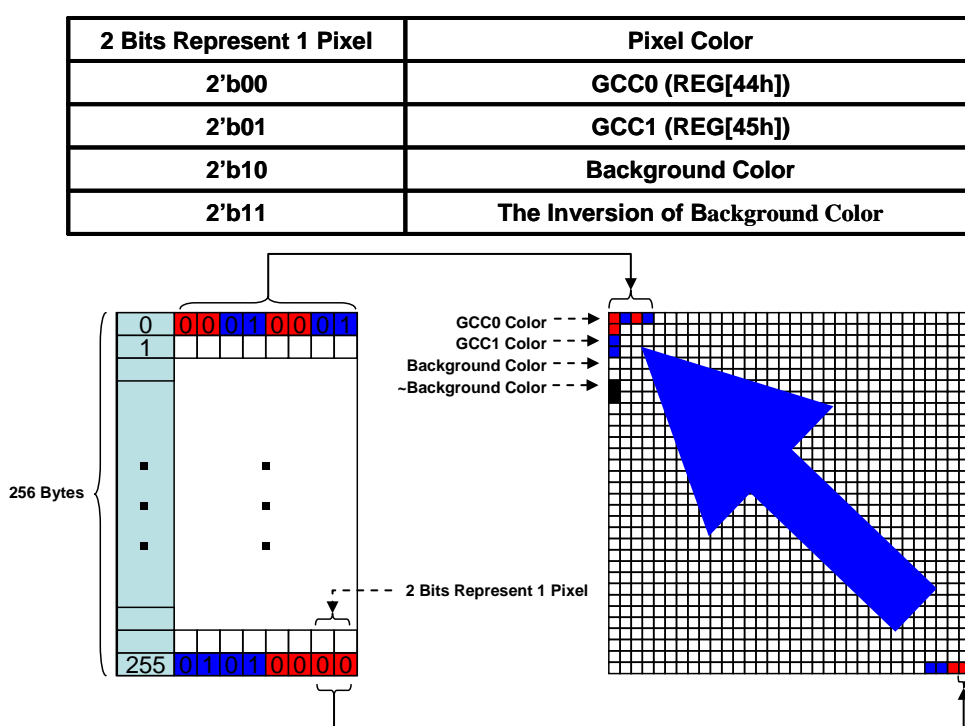 2 Bits Represent 1 Pixel Pixel Color
2’b00 GCC0 (REG[44h])
2’b01 GCC1 (REG[45h])
2’b10 Background Color
2’b11 The Inversion of Background Color
0 0 0 0 1 0 0 0 1
1
GCC0 Color
GCC1 Color
Background Color
~Background Color
256 Bytes
2 Bits Represent 1 Pixel
255 0 1 0 1 0 0 0 0